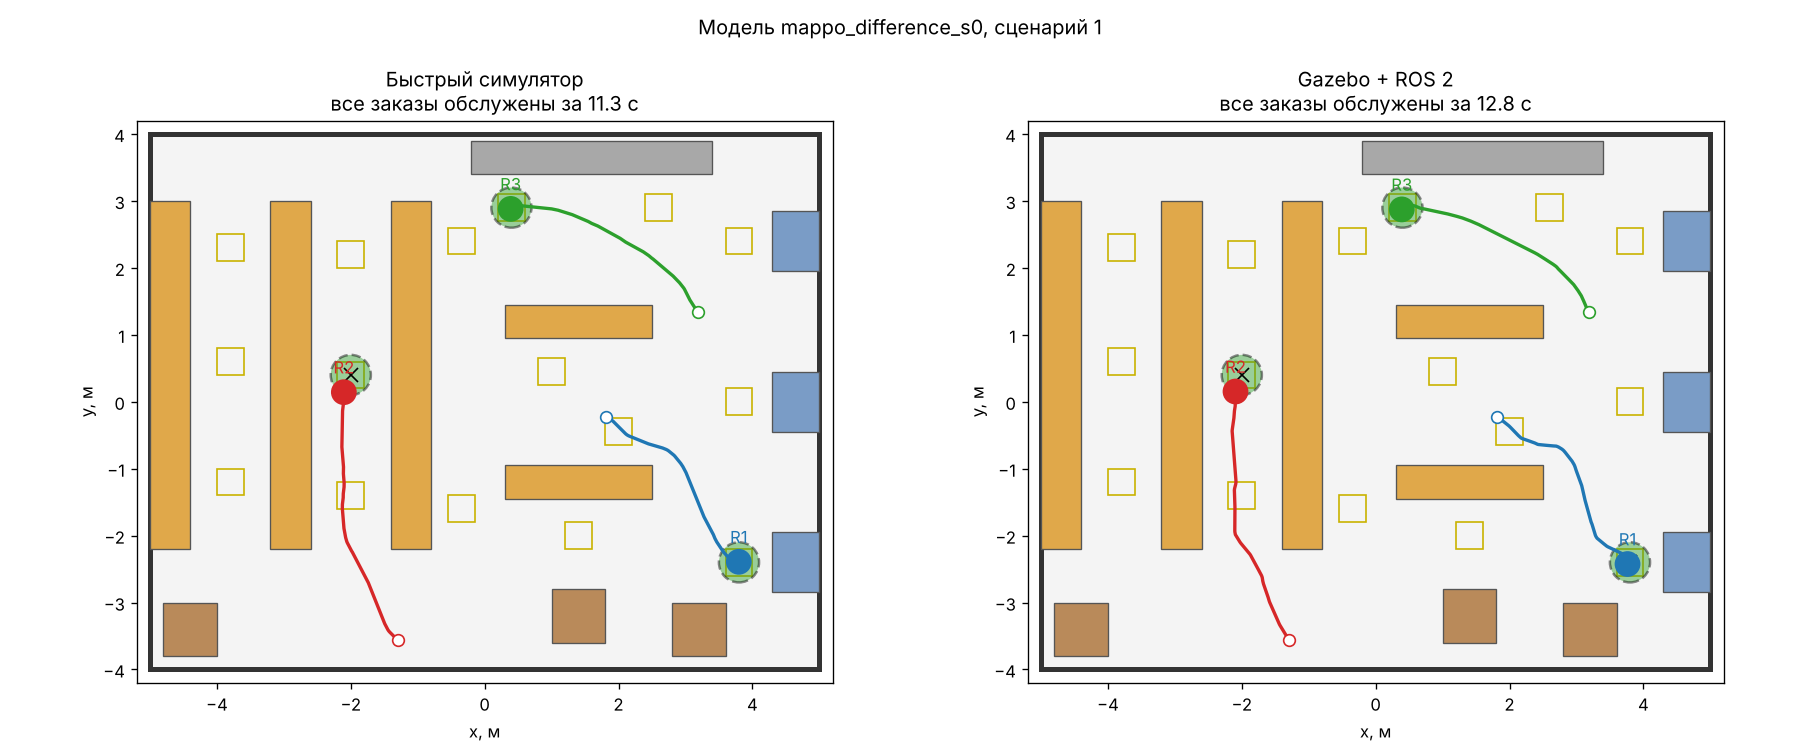 Модель mappo_difference_s0, сценарий 1
Быстрый симулятор
все заказы обслужены за 11.3 с
4
3
2
1
0
−1
−2
−3
−4
y, м
R3
R2
R1
−4
−2
0
2
4
x, м
Gazebo + ROS 2
все заказы обслужены за 12.8 с
4
3
2
1
0
−1
−2
−3
−4
y, м
R3
R2
R1
−4
−2
0
2
4
x, м